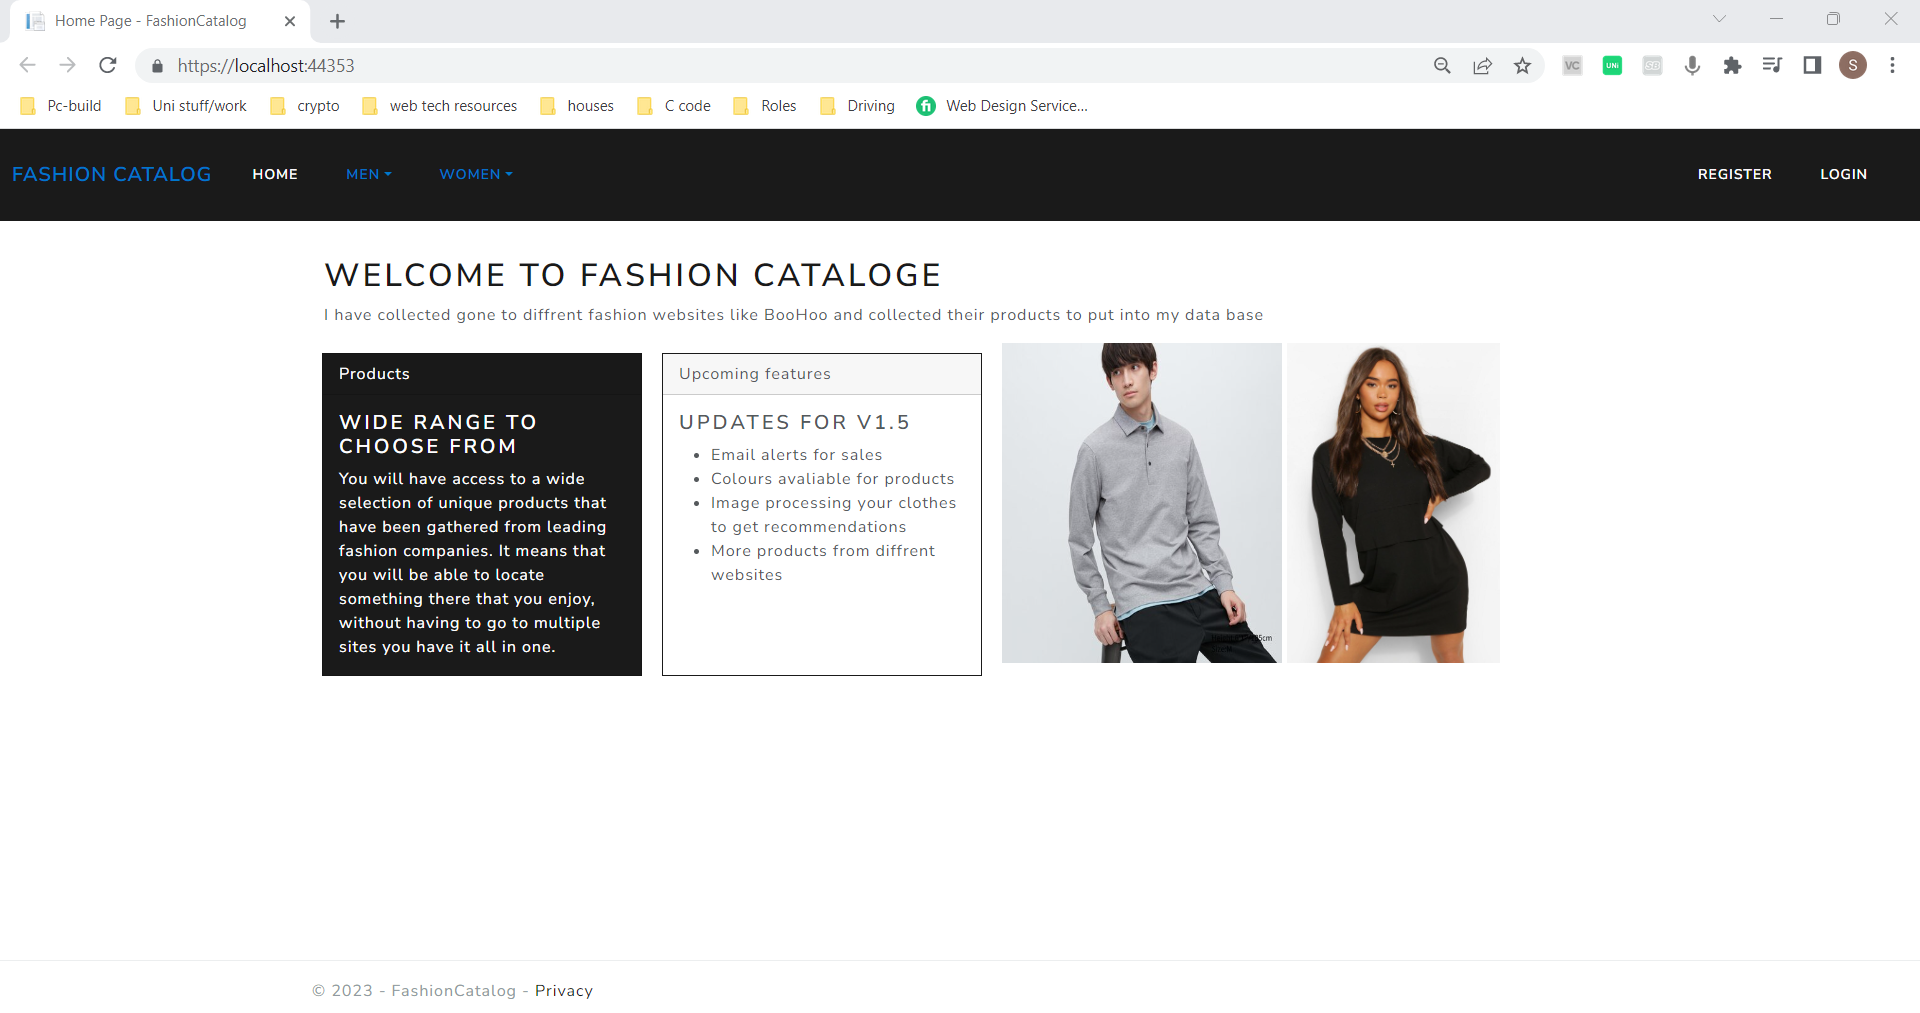 Home Page - FashionCatalog
https://localhost:44353
VC
UNI
S
Pc-build
Uni stuff/work
crypto
web tech resources
houses
C code
Roles
Driving
fi
Web Design Service...
FASHION CATALOG
HOME
MEN
WOMEN
REGISTER
LOGIN
WELCOME TO FASHION CATALOGE
I have collected gone to diffrent fashion websites like BooHoo and collected their products to put into my data base
Products
WIDE RANGE TO
CHOOSE FROM
You will have access to a wide
selection of unique products that
have been gathered from leading
fashion companies. It means that
you will be able to locate
something there that you enjoy,
without having to go to multiple
sites you have it all in one.
Upcoming features
UPDATES FOR V1.5
Email alerts for sales
Colours avaliable for products
Image processing your clothes
to get recommendations
More products from diffrent
websites
© 2023 - FashionCatalog - Privacy